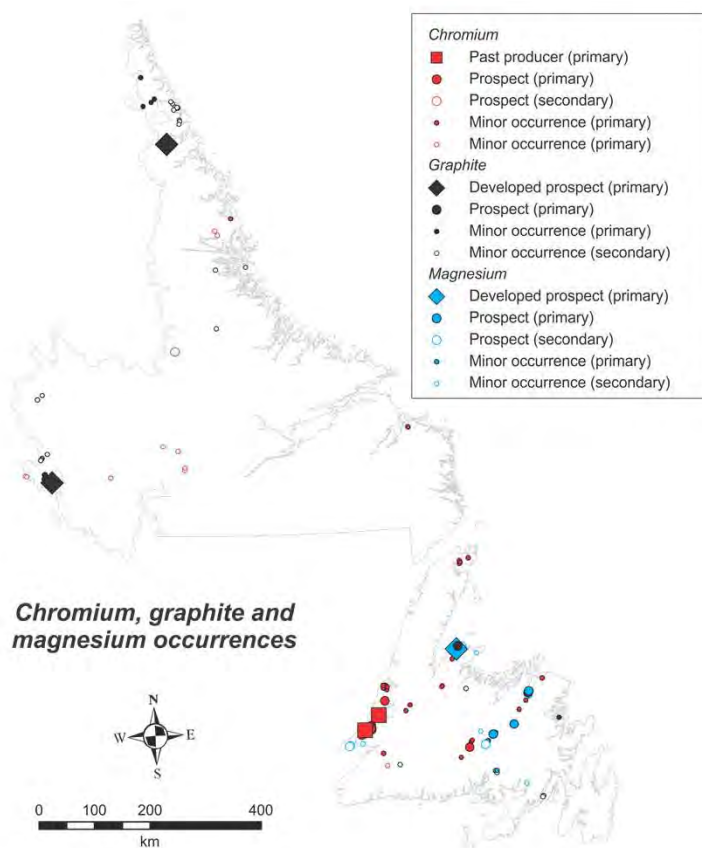 Chromium
Past producer (primary)
Prospect (primary)
Prospect (secondary)
Minor occurrence (primary)
Minor occurrence (primary)
Graphite
Developed prospect (primary)
Prospect (primary)
Minor occurrence (primary)
Minor occurrence (secondary)
Magnesium
Developed prospect (primary)
Prospect (primary)
Prospect (secondary)
Minor occurrence (primary)
Minor occurrence (secondary)
Chromium, graphite and
magnesium occurrences
N
W E
S
0 100 200 300 400
km